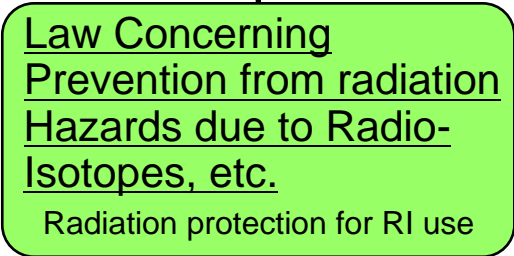 Law Concerning
Prevention from radiation
Hazards due to Radio-
Isotopes, etc.
Radiation protection for RI use